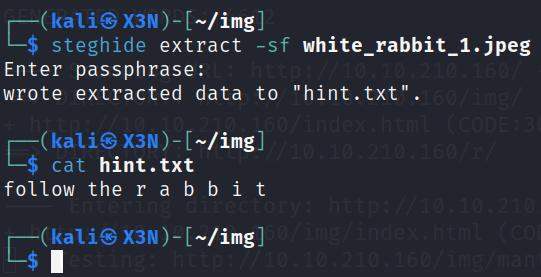 ┌──(kali㉿X3N)-[~/img]
└─$ steghide extract -sf white_rabbit_1.jpeg
Enter passphrase:
wrote extracted data to "hint.txt".
┌──(kali㉿X3N)-[~/img]
└─$ cat hint.txt
follow the r a b b i t
┌──(kali㉿X3N)-[~/img]
└─$